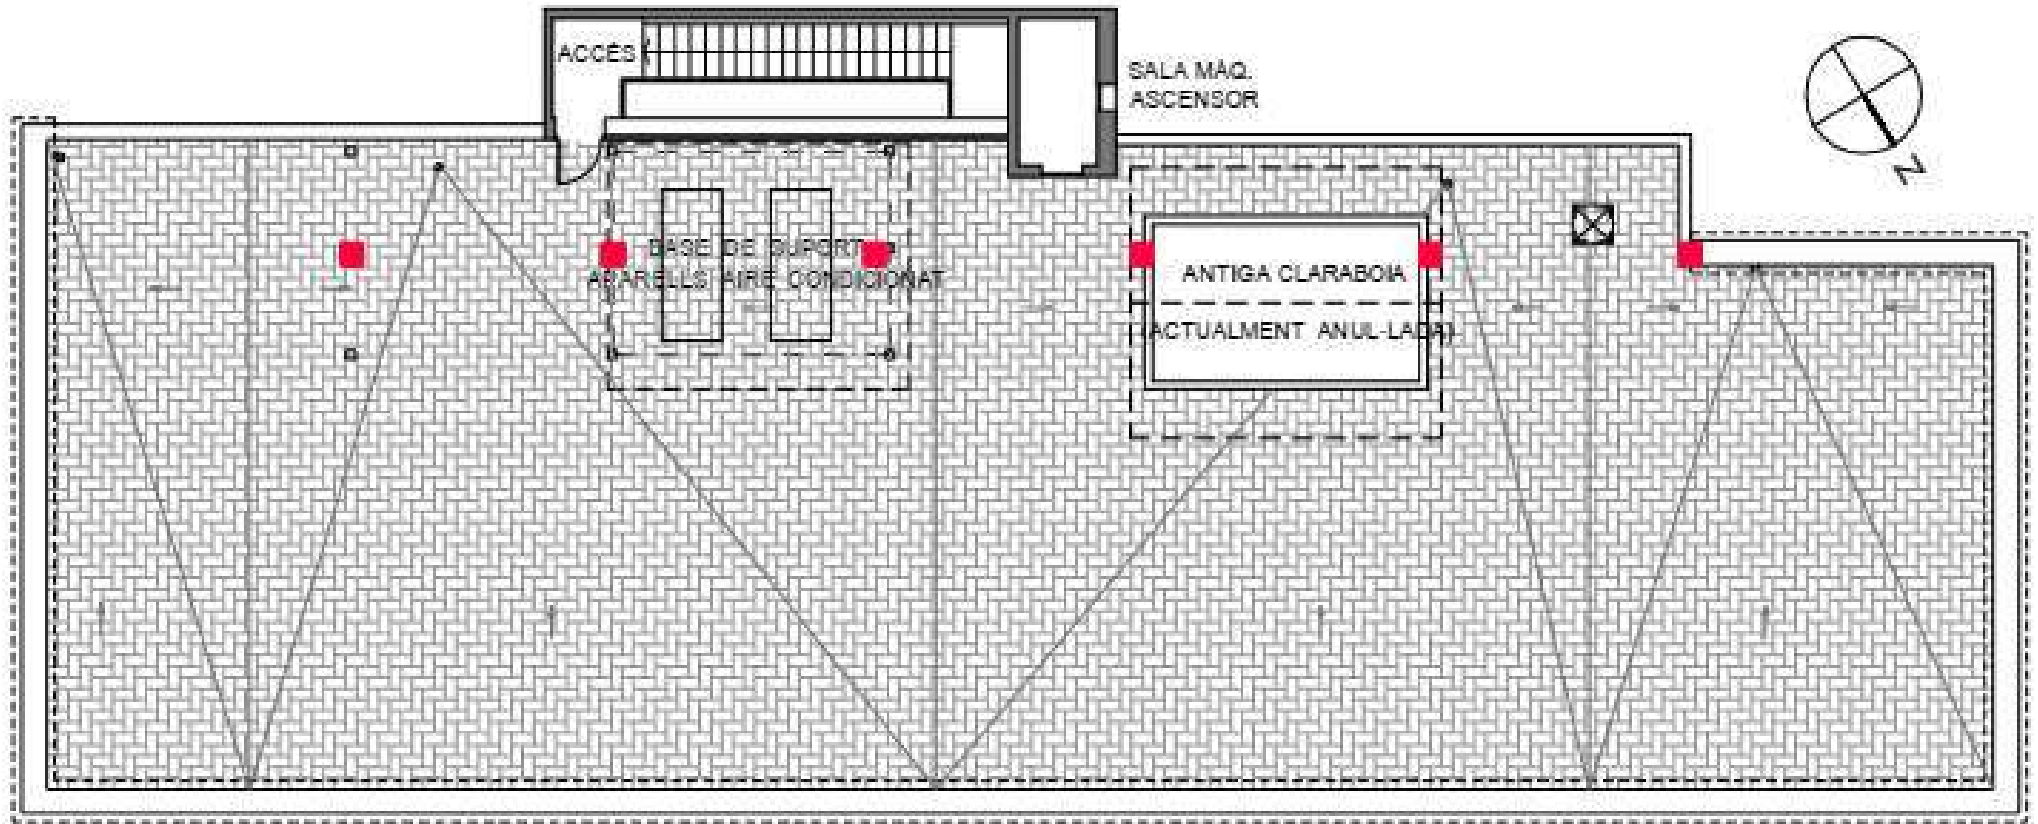 ACCÉS
SALA MAQ.
ASCENSOR
N
BASE DE SUPORT
APARELLS AIRE CONDICIONAT
ANTIGA CLARABOIA
(ACTUALMENT ANUL-LADA)